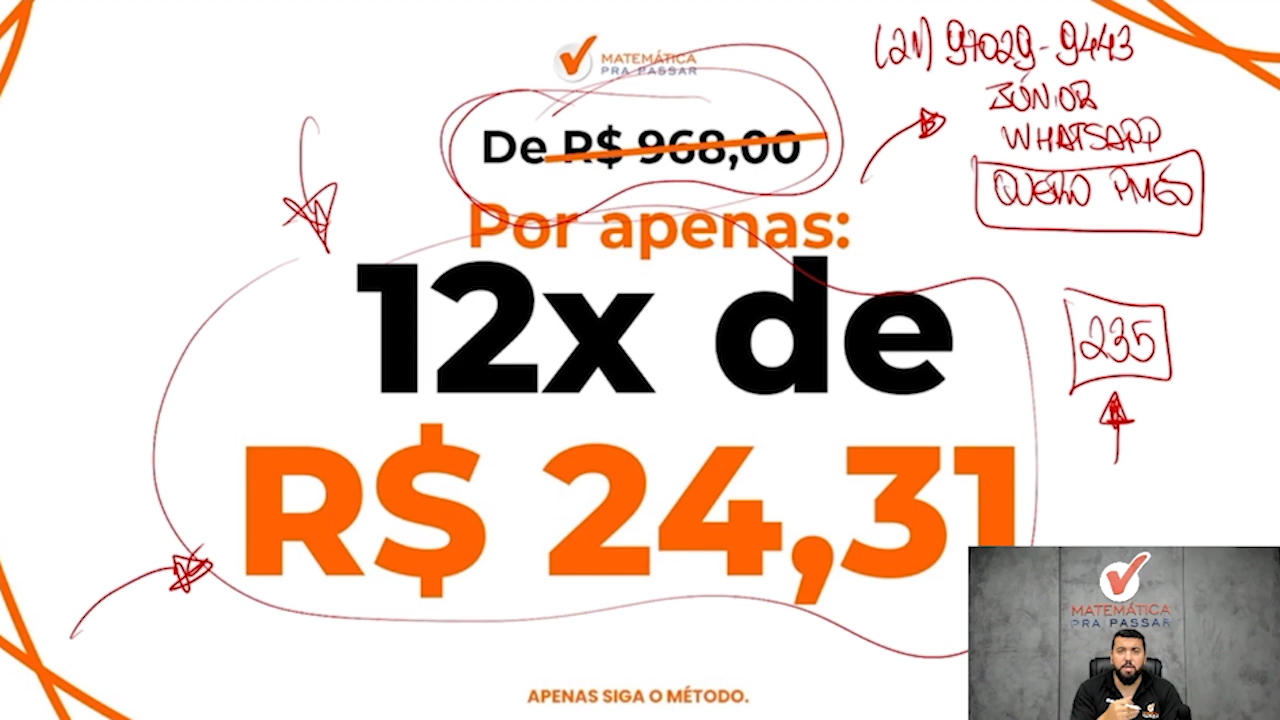 MATEMÁTICA
PRA PASSAR
De R$ 968,00
Por apenas:
12x de
R$ 24,31
APENAS SIGA O MÉTODO.
(21) 97029-9443
JÚNIOR
WHATSAPP
QUERO PMGO
235
MATEMÁTICA
PRA PASSAR